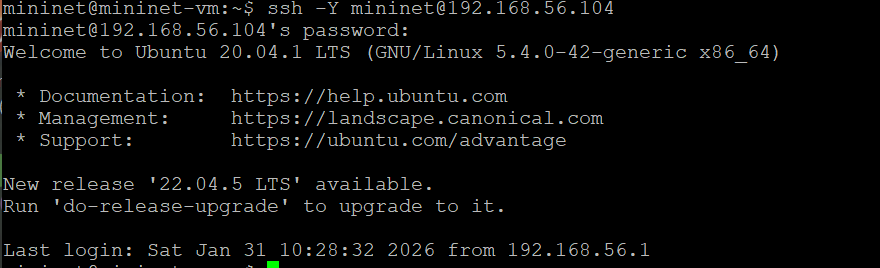 mininet@mininet-vm:~$ ssh -Y mininet@192.168.56.104
mininet@192.168.56.104's password:
Welcome to Ubuntu 20.04.1 LTS (GNU/Linux 5.4.0-42-generic x86_64)
* Documentation:  https://help.ubuntu.com
* Management:     https://landscape.canonical.com
* Support:        https://ubuntu.com/advantage
New release '22.04.5 LTS' available.
Run 'do-release-upgrade' to upgrade to it.
Last login: Sat Jan 31 10:28:32 2026 from 192.168.56.1